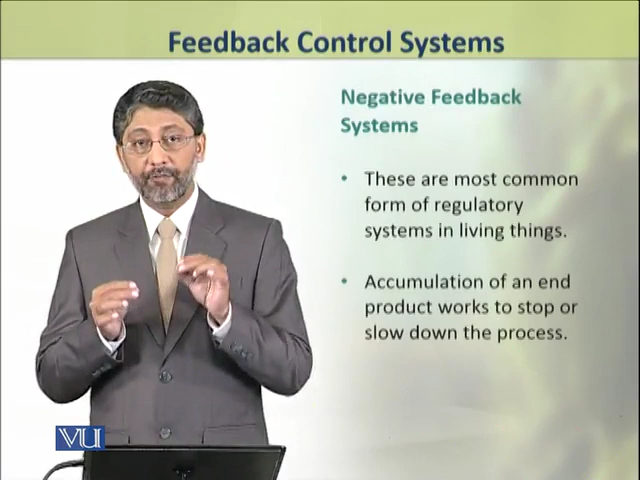 Feedback Control Systems
Negative Feedback
Systems
• These are most common
form of regulatory
systems in living things.
• Accumulation of an end
product works to stop or
slow down the process.
VU